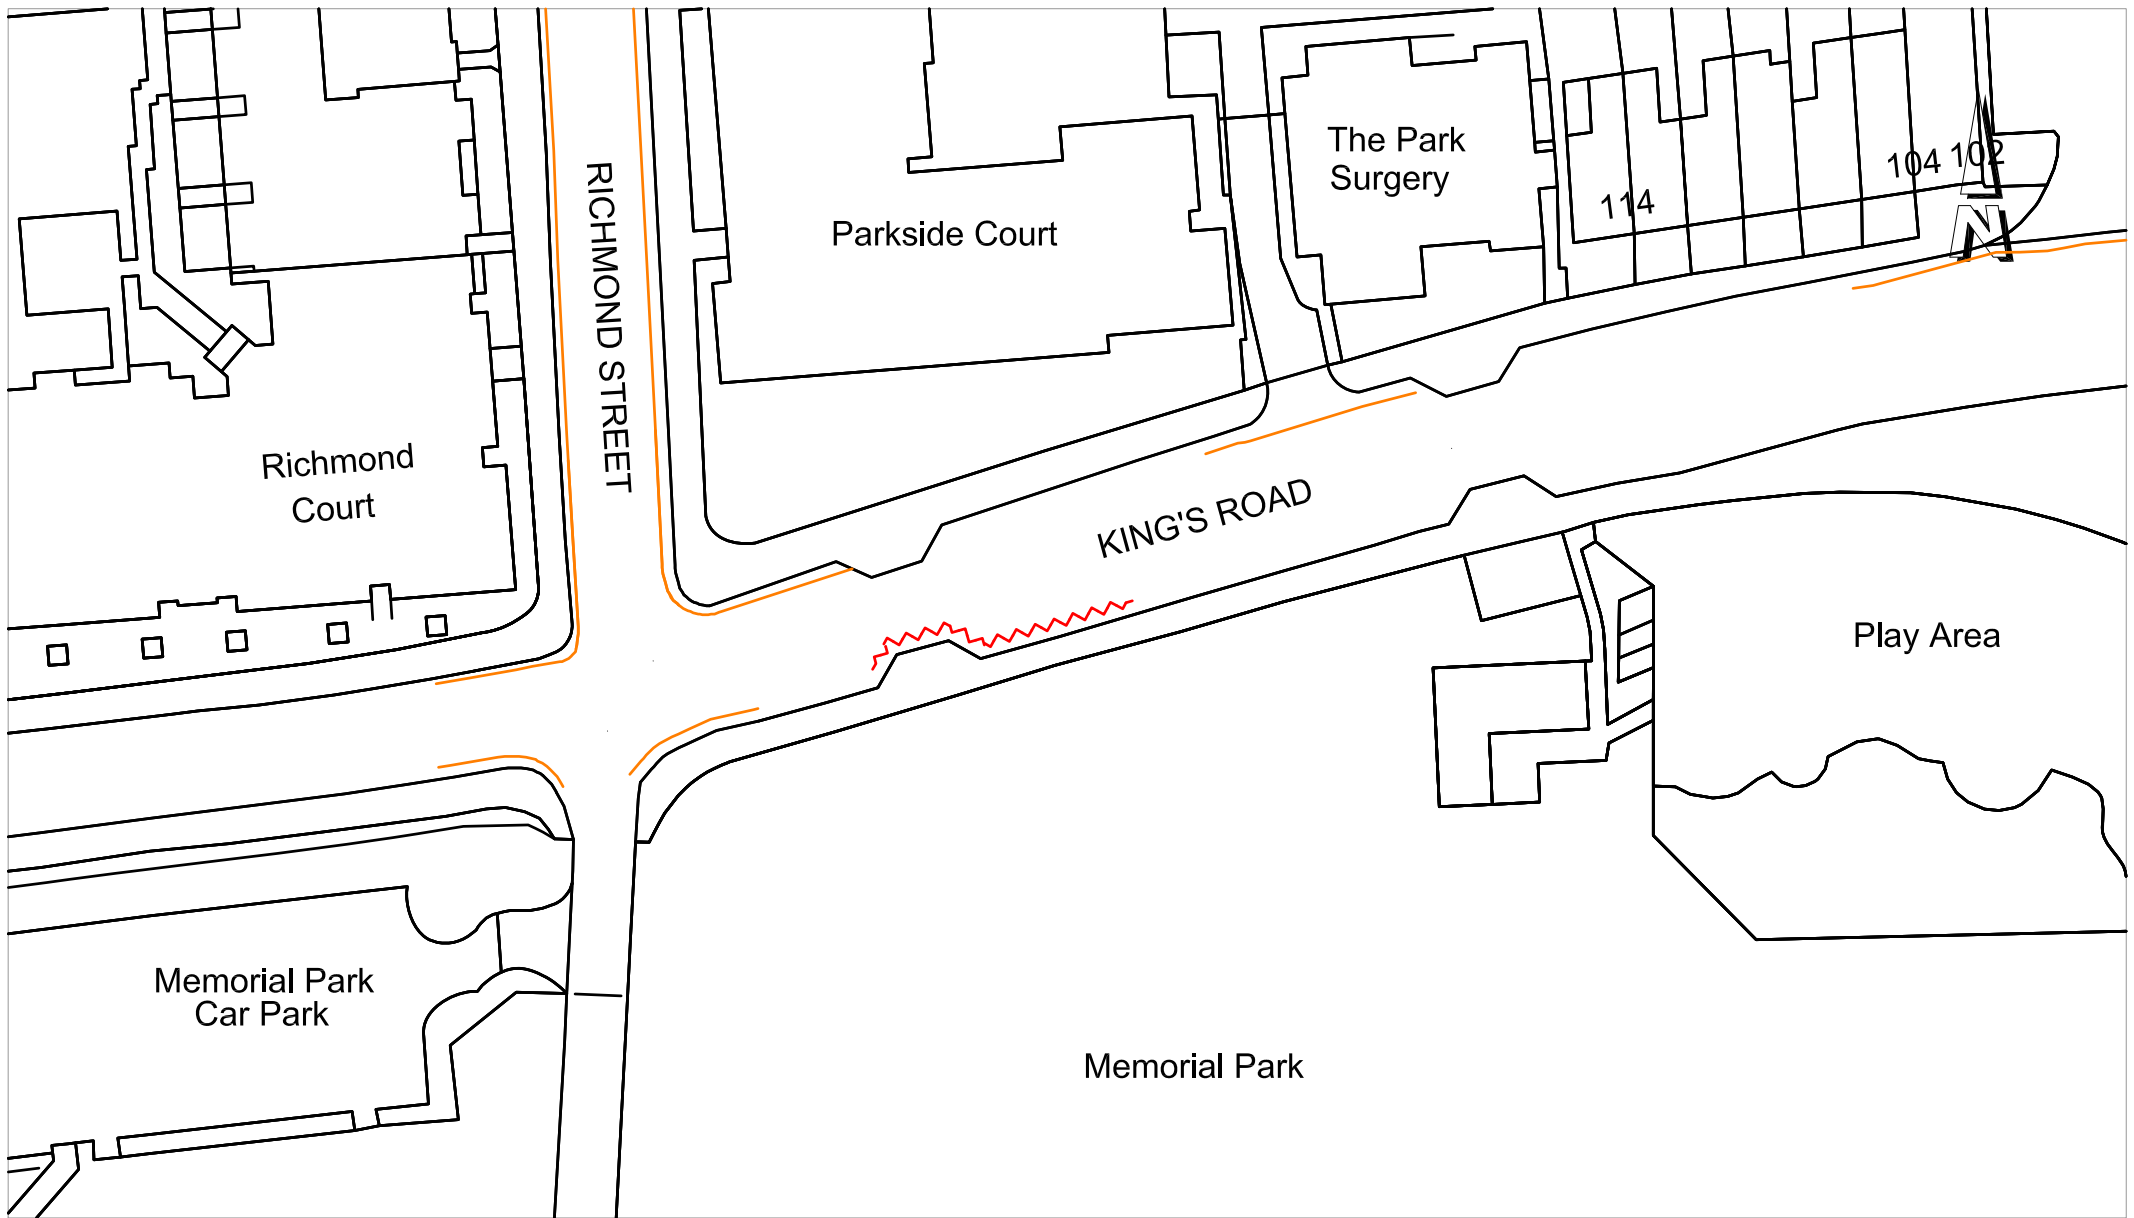 The Park
Surgery
104
102
N
114
RICHMOND STREET
Parkside Court
Richmond
Court
KING'S ROAD
Play Area
Memorial Park
Car Park
Memorial Park